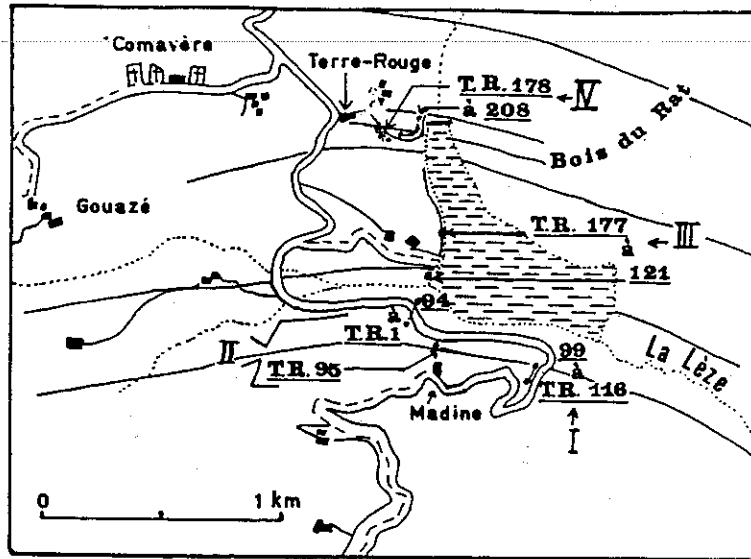 Comavère
Terre-Rouge
T.R. 178
IV
à 208
Bois du Rat
Gouazé
T.R. 177
à
III
121
94
à
T.R.1
II
T.R. 95
99
à
T.R. 116
La Lèze
Madine
I
0
1 km